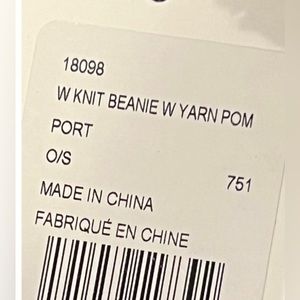 18098
W KNIT BEANIE W YARN POM
PORT
O/S 751
MADE IN CHINA
FABRIQUÉ EN CHINE